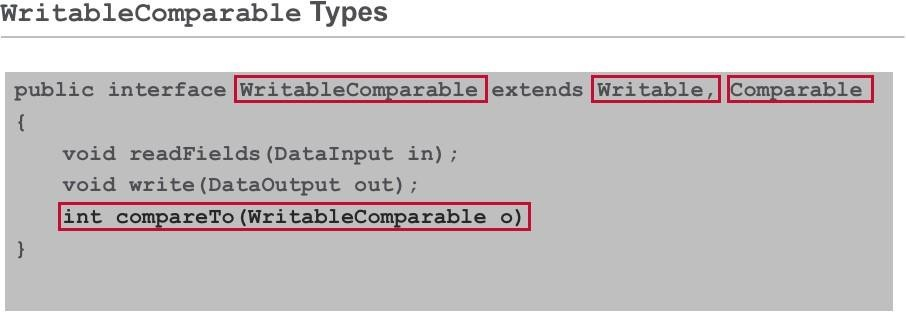 WritableComparable Types
public interface WritableComparable extends Writable, Comparable
{
void readFields(DataInput in);
void write(DataOutput out);
int compareTo(WritableComparable o)
}